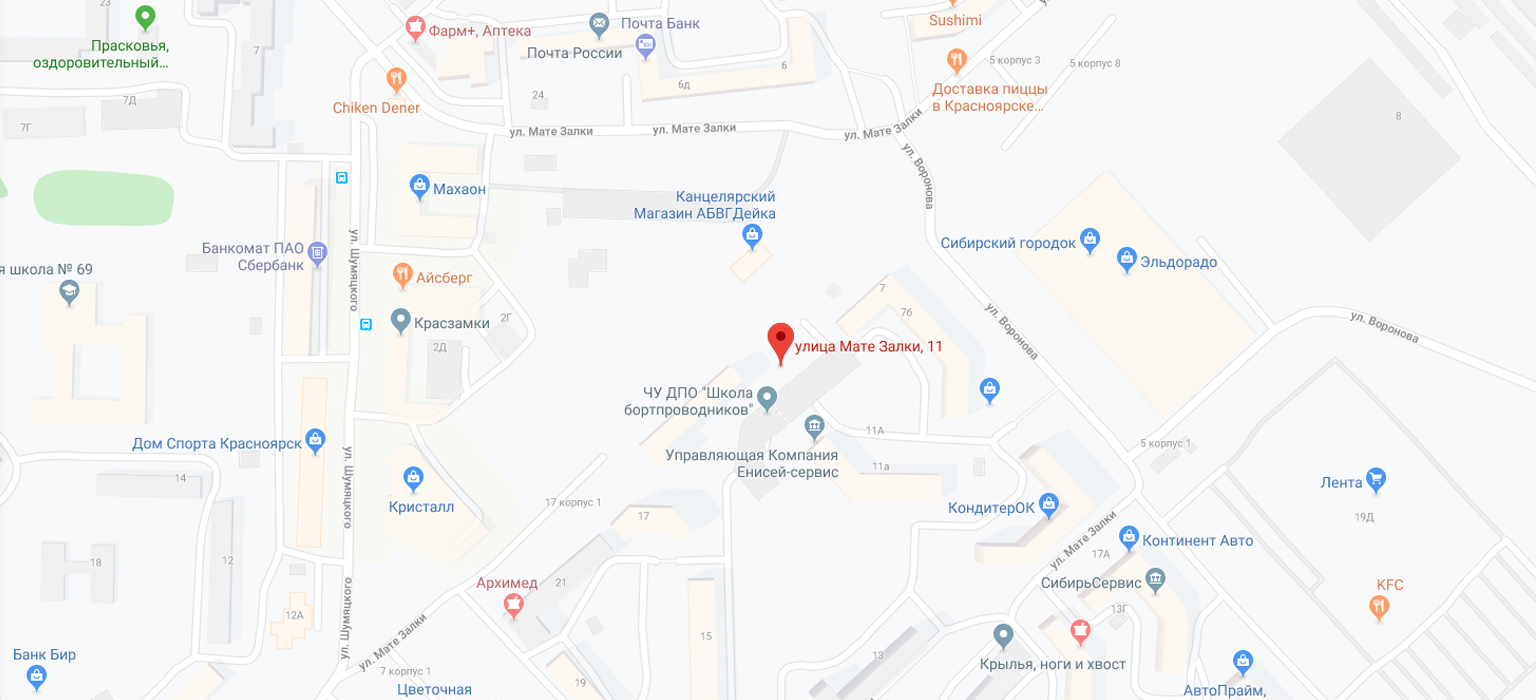 23
Прасковья,
оздоровительный...
7
Фарм+, Аптека
Почта Банк
Почта России
Sushimi
5 корпус 3
5 корпус 8
6
6д
Chiken Dener
24
Доставка пиццы
в Красноярске...
7Д
7Г
ул. Мате Залки
ул. Мате Залки
ул. Мате Залки
8
ул. Воронова
Махаон
Канцелярский
Магазин АБВГДейка
Банкомат ПАО
Сбербанк
ул. Шумяцкого
Сибирский городок
Эльдорадо
я школа № 69
Айсберг
7
7б
Красзамки
2Г
2Д
ул. Воронова
ул. Воронова
улица Мате Залки, 11
ЧУ ДПО "Школа
бортпроводников"
11А
5 корпус 1
Дом Спорта Красноярск
Управляющая Компания
Енисей-сервис
11а
14
ул. Шумяцкого
Кристалл
17 корпус 1
17
КондитерОК
Лента
19Д
ул. Мате Залки
Континент Авто
17А
18
12
Архимед
21
СибирьСервис
KFC
12А
ул. Шумяцкого
13Г
ул. Мате Залки
15
13
Крылья, ноги и хвост
Банк Бир
7 корпус 1
19
Цветочная
АвтоПрайм,